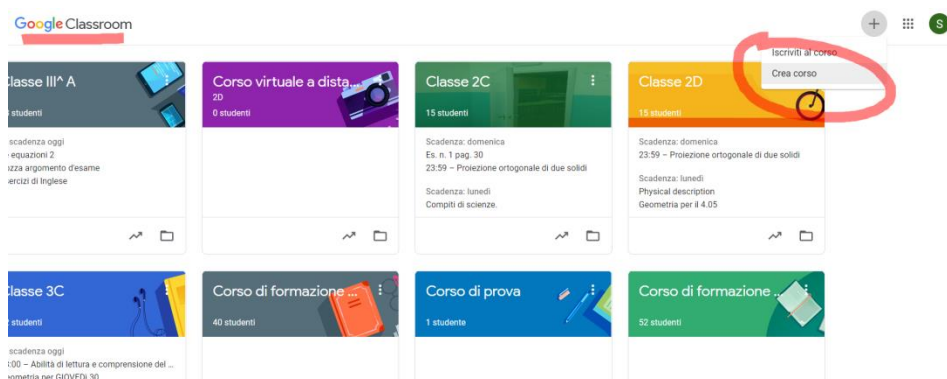 Google Classroom
Iscriviti al corso
Crea corso
S
Classe III^ A
studenti
scadenza oggi
equazioni 2
argomento d'esame
di Inglese
Corso virtuale a dista...
2D
0 studenti
Classe 2C
15 studenti
Scadenza: domenica
Es. n. 1 pag. 30
23:59 – Proiezione ortogonale di due solidi
Scadenza: lunedì
Compiti di scienze.
Classe 2D
15 studenti
Scadenza: domenica
23:59 – Proiezione ortogonale di due solidi
Scadenza: lunedì
Physical description
Geometria per il 4.05
Classe 3C
studenti
scadenza oggi
:00 – Abilità di lettura e comprensione del ...
per GIOVEDì 30
Corso di formazione ...
40 studenti
Corso di prova
1 studente
Corso di formazione ...
52 studenti